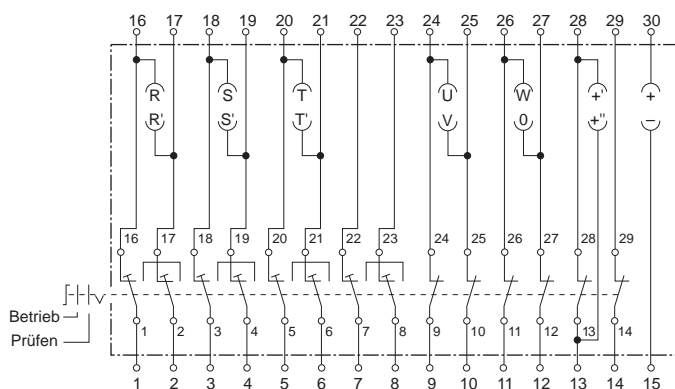 16 17 18 19 20 21 22 23 24 25 26 27 28 29 30
R S T U W +' +
R' S' T' V 0 +" −
16 17 18 19 20 21 22 23 24 25 26 27 28 29
Betrieb
1 2 3 4 5 6 7 8 9 10 11 12 13 14
Prüfen
1 2 3 4 5 6 7 8 9 10 11 12 13 14 15